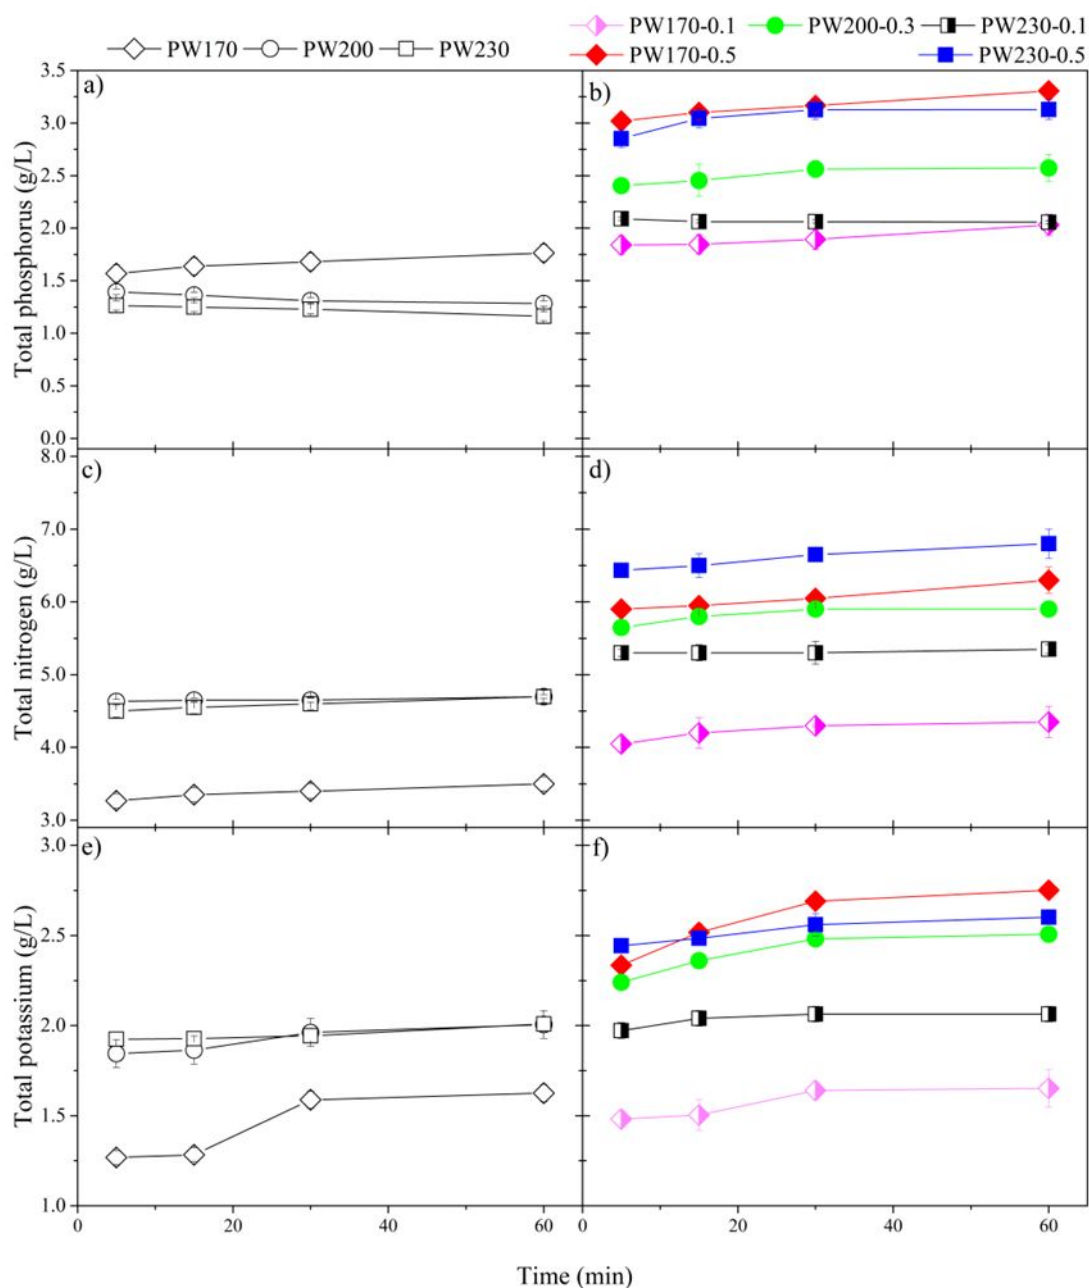 PW170 PW200 PW230
PW170-0.1 PW200-0.3 PW230-0.1
PW170-0.5 PW230-0.5
a) b)
Total phosphorus (g/L)
3.5
3.0
2.5
2.0
1.5
1.0
0.5
0.0
c) d)
Total nitrogen (g/L)
8.0
7.0
6.0
5.0
4.0
3.0
e) f)
Total potassium (g/L)
3.0
2.5
2.0
1.5
1.0
0 20 40 60 0 20 40 60
Time (min)